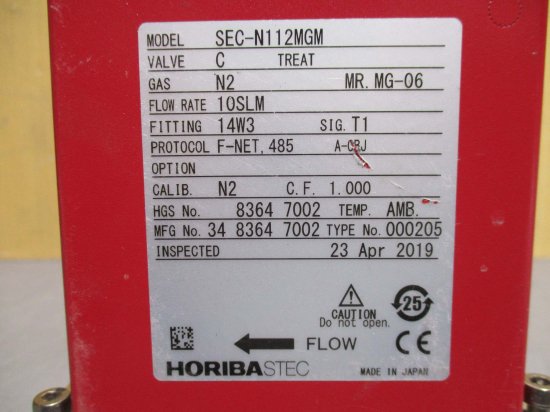 MODEL SEC-N112MGM
VALVE C TREAT
GAS N2 MR. MG-06
FLOW RATE 10SLM
FITTING 14W3 SIG. T1
PROTOCOL F-NET, 485 A-CBJ
OPTION
CALIB. N2 C.F. 1.000
HGS No. 8364 7002 TEMP. AMB.
MFG No. 34 8364 7002 TYPE No. 000205
INSPECTED 23 Apr 2019
CAUTION
Do not open.
25
FLOW CE
HORIBASTEC MADE IN JAPAN